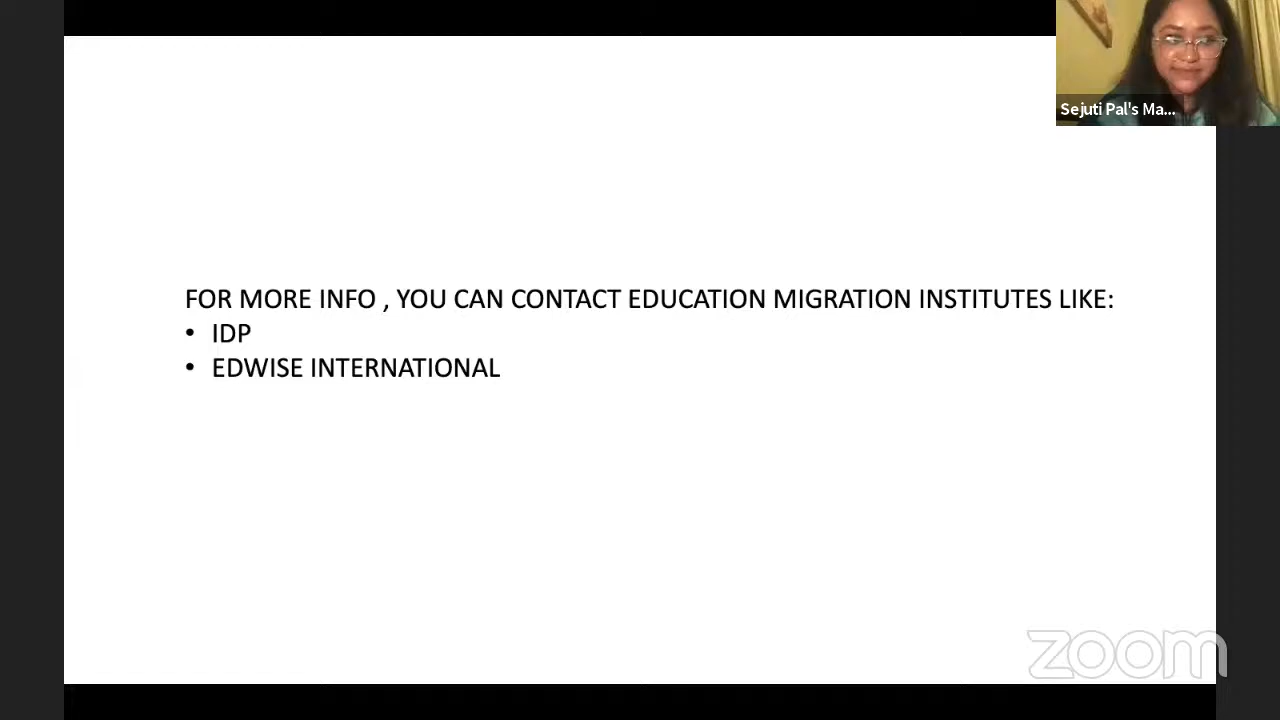 Sejuti Pal's Ma...
FOR MORE INFO , YOU CAN CONTACT EDUCATION MIGRATION INSTITUTES LIKE:
• IDP
• EDWISE INTERNATIONAL
zoom